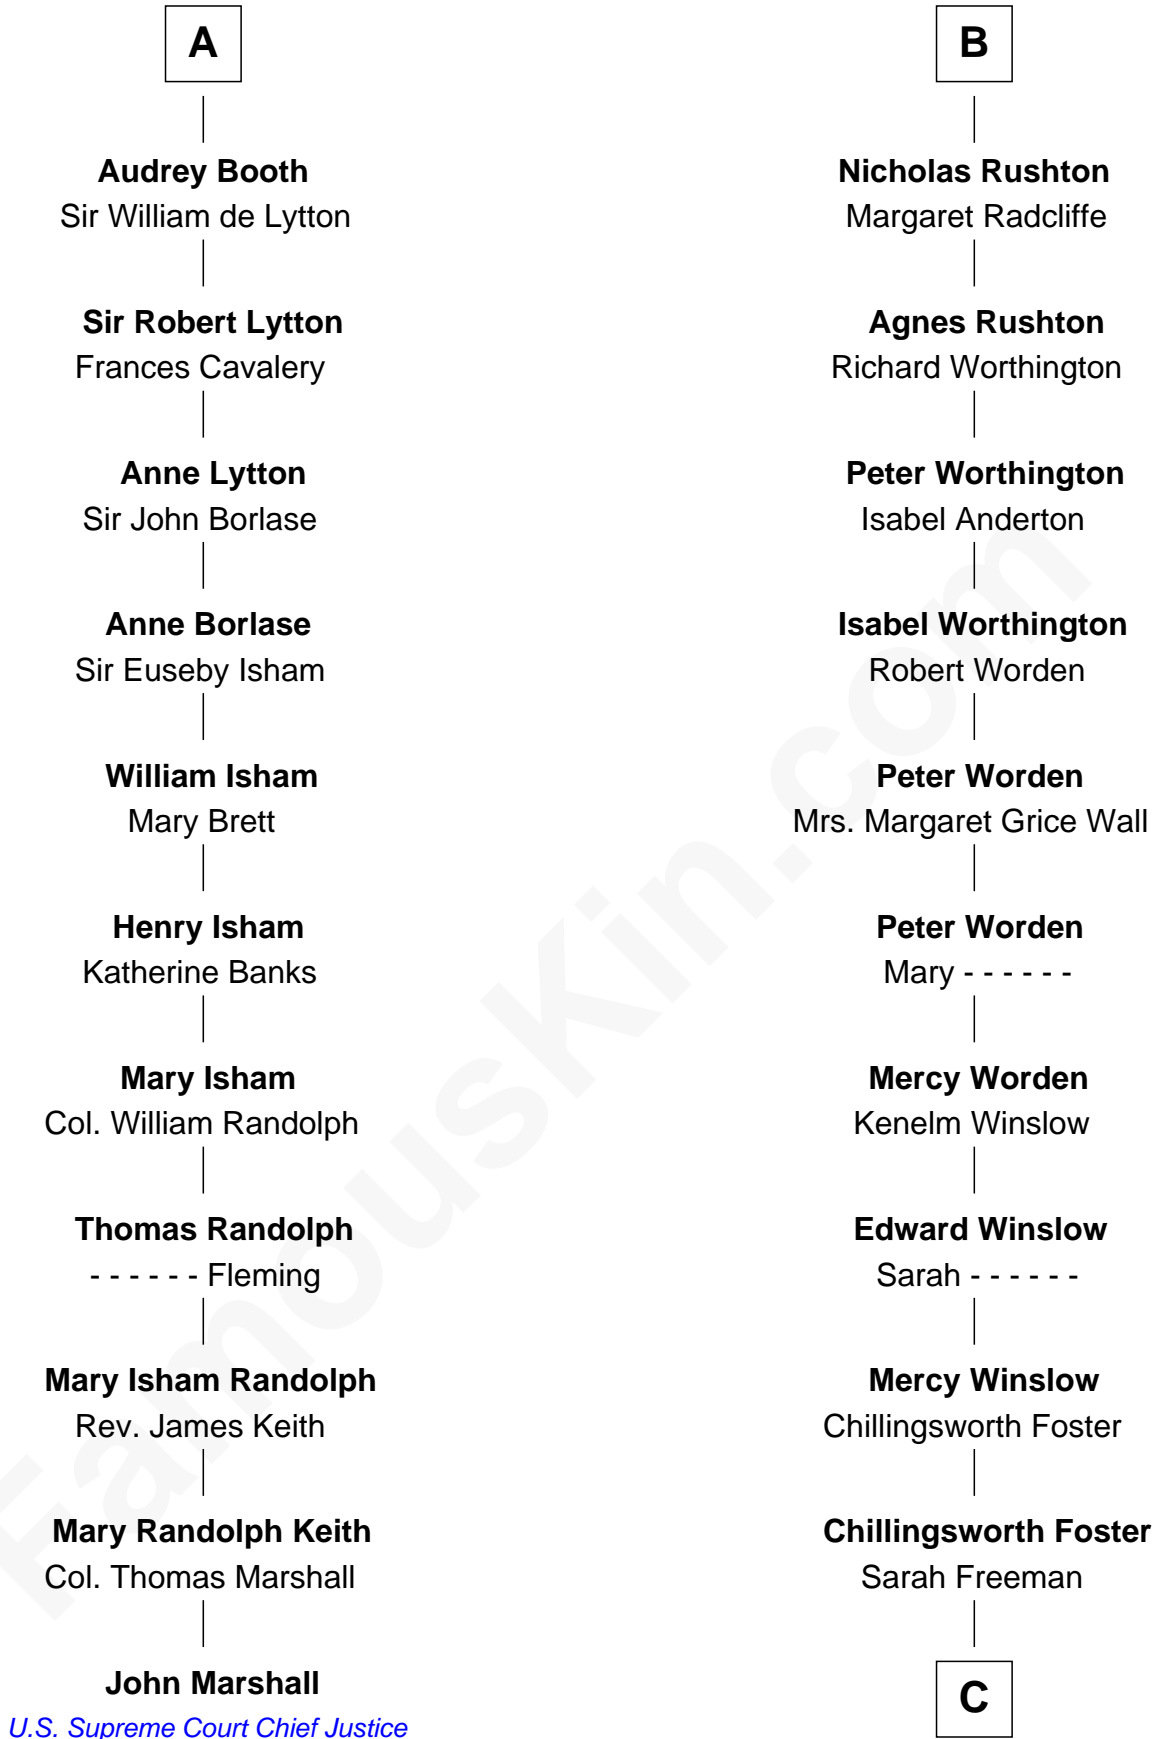 A
Audrey Booth
Sir William de Lytton
Sir Robert Lytton
Frances Cavalery
Anne Lytton
Sir John Borlase
Anne Borlase
Sir Euseby Isham
William Isham
Mary Brett
Henry Isham
Katherine Banks
Mary Isham
Col. William Randolph
Thomas Randolph
- - - - - - Fleming
Mary Isham Randolph
Rev. James Keith
Mary Randolph Keith
Col. Thomas Marshall
John Marshall
U.S. Supreme Court Chief Justice
B
Nicholas Rushton
Margaret Radcliffe
Agnes Rushton
Richard Worthington
Peter Worthington
Isabel Anderton
Isabel Worthington
Robert Worden
Peter Worden
Mrs. Margaret Grice Wall
Peter Worden
Mary - - - - - -
Mercy Worden
Kenelm Winslow
Edward Winslow
Sarah - - - - - -
Mercy Winslow
Chillingsworth Foster
Chillingsworth Foster
Sarah Freeman
C
FamousKin.com